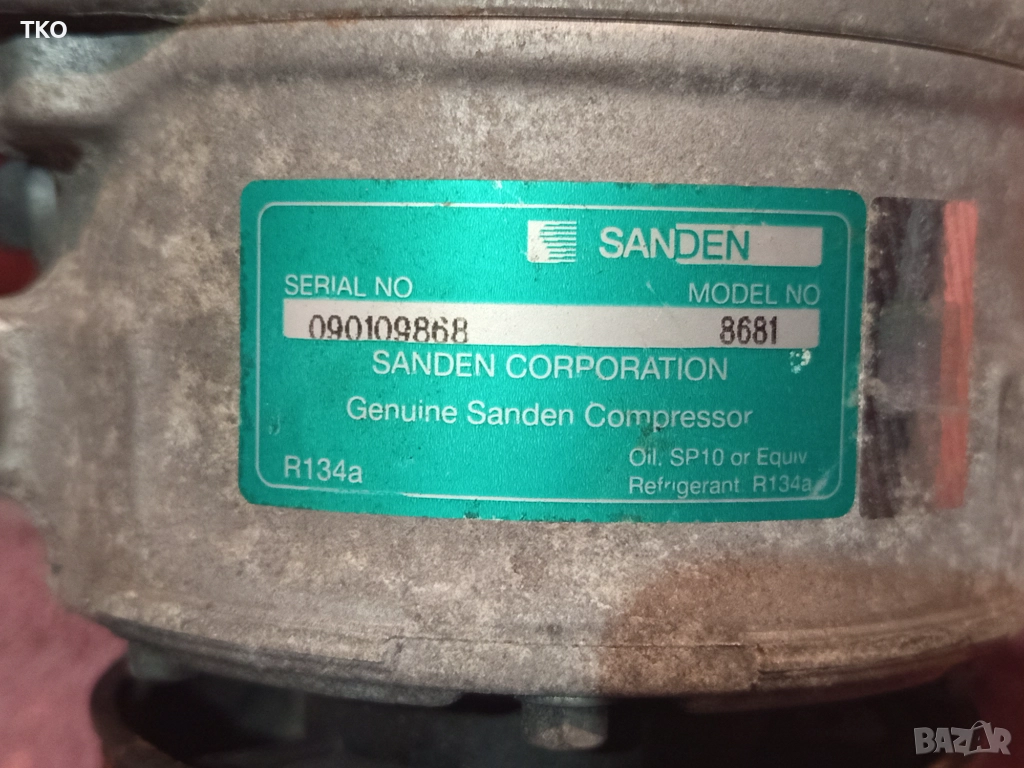 TKO
SANDEN
SERIAL NO MODEL NO
090109868 8681
SANDEN CORPORATION
Genuine Sanden Compressor
Oil. SP10 or Equiv
R134a Refrigerant R134a
BAZAR